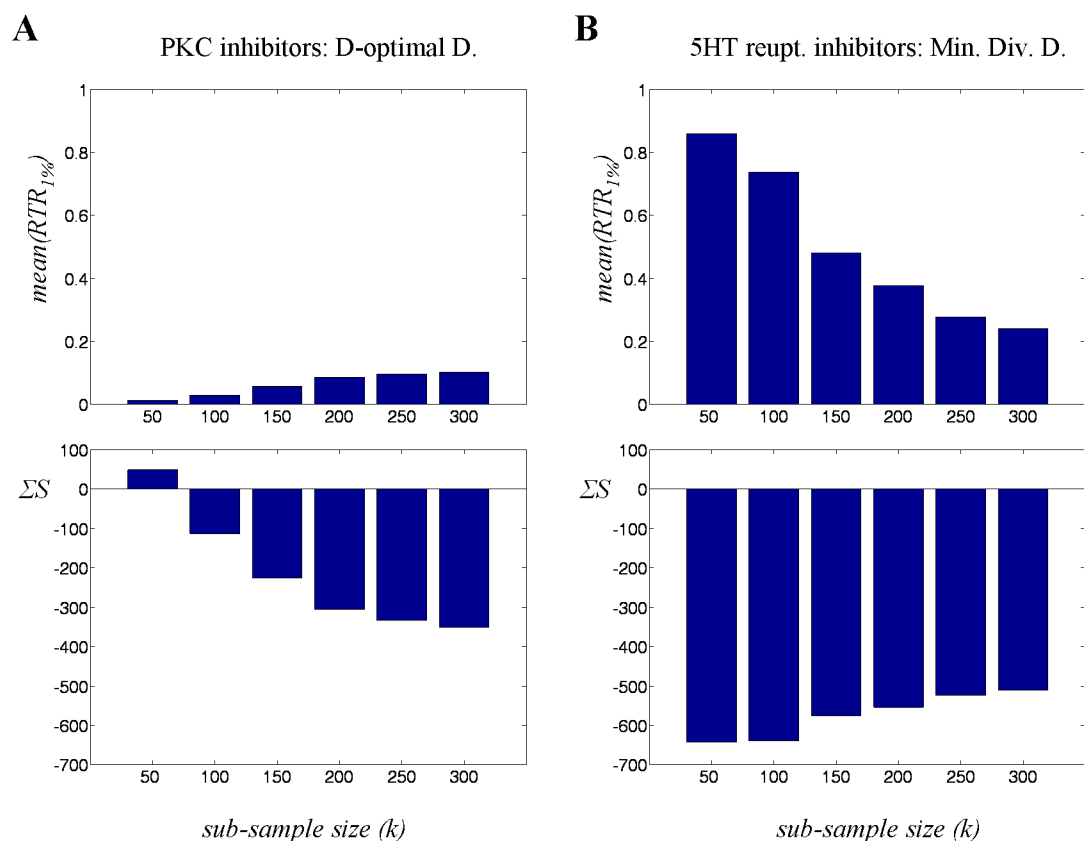 A
PKC inhibitors: D-optimal D.
mean(RTR1%)
1
0.8
0.6
0.4
0.2
0
50 100 150 200 250 300
ΣS
100
0
-100
-200
-300
-400
-500
-600
-700
50 100 150 200 250 300
sub-sample size (k)
B
5HT reupt. inhibitors: Min. Div. D.
mean(RTR1%)
1
0.8
0.6
0.4
0.2
0
50 100 150 200 250 300
ΣS
100
0
-100
-200
-300
-400
-500
-600
-700
50 100 150 200 250 300
sub-sample size (k)